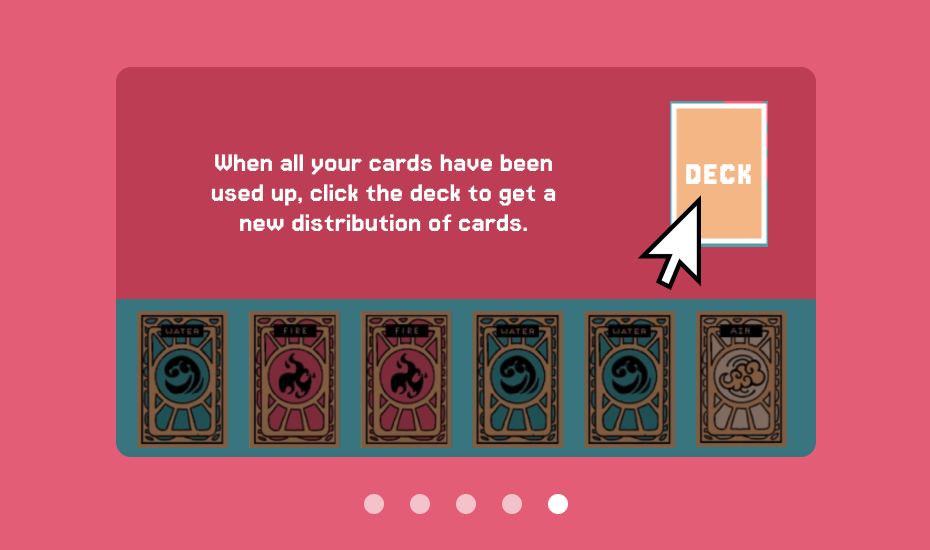 When all your cards have been
used up, click the deck to get a
new distribution of cards.
DECK
WATER
FIRE
FIRE
WATER
WATER
AIR